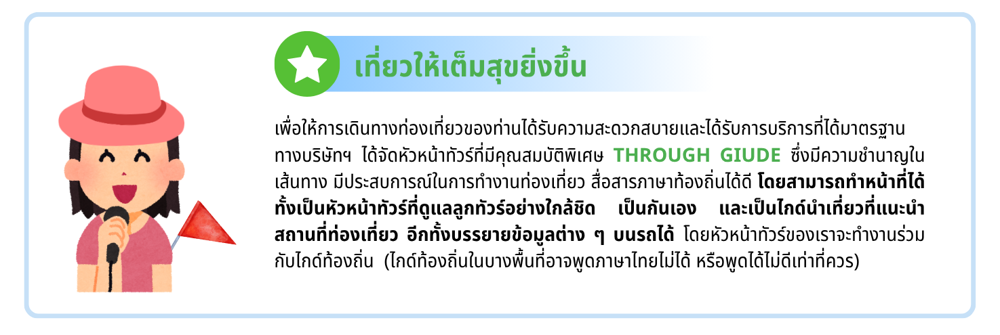 เที่ยวให้เต็มสุขยิ่งขึ้น
เพื่อให้การเดินทางท่องเที่ยวของท่านได้รับความสะดวกสบายและได้รับการบริการที่ได้มาตรฐาน
ทางบริษัทฯ ได้จัดหัวหน้าทัวร์ที่มีคุณสมบัติพิเศษ THROUGH GIUDE ซึ่งมีความชำนาญใน
เส้นทาง มีประสบการณ์ในการทำงานท่องเที่ยว สื่อสารภาษาท้องถิ่นได้ดี โดยสามารถทำหน้าที่ได้
ทั้งเป็นหัวหน้าทัวร์ที่ดูแลลูกทัวร์อย่างใกล้ชิด เป็นกันเอง และเป็นไกด์นำเที่ยวที่แนะนำ
สถานที่ท่องเที่ยว อีกทั้งบรรยายข้อมูลต่าง ๆ บนรถได้ โดยหัวหน้าทัวร์ของเราจะทำงานร่วม
กับไกด์ท้องถิ่น (ไกด์ท้องถิ่นในบางพื้นที่อาจพูดภาษาไทยไม่ได้ หรือพูดได้ไม่ดีเท่าที่ควร)